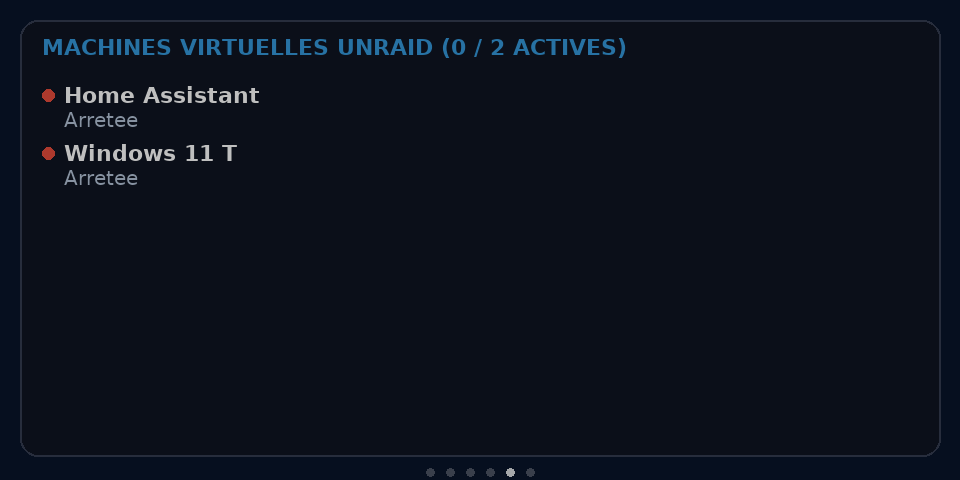 MACHINES VIRTUELLES UNRAID (0 / 2 ACTIVES)
Home Assistant
Arretee
Windows 11 T
Arretee